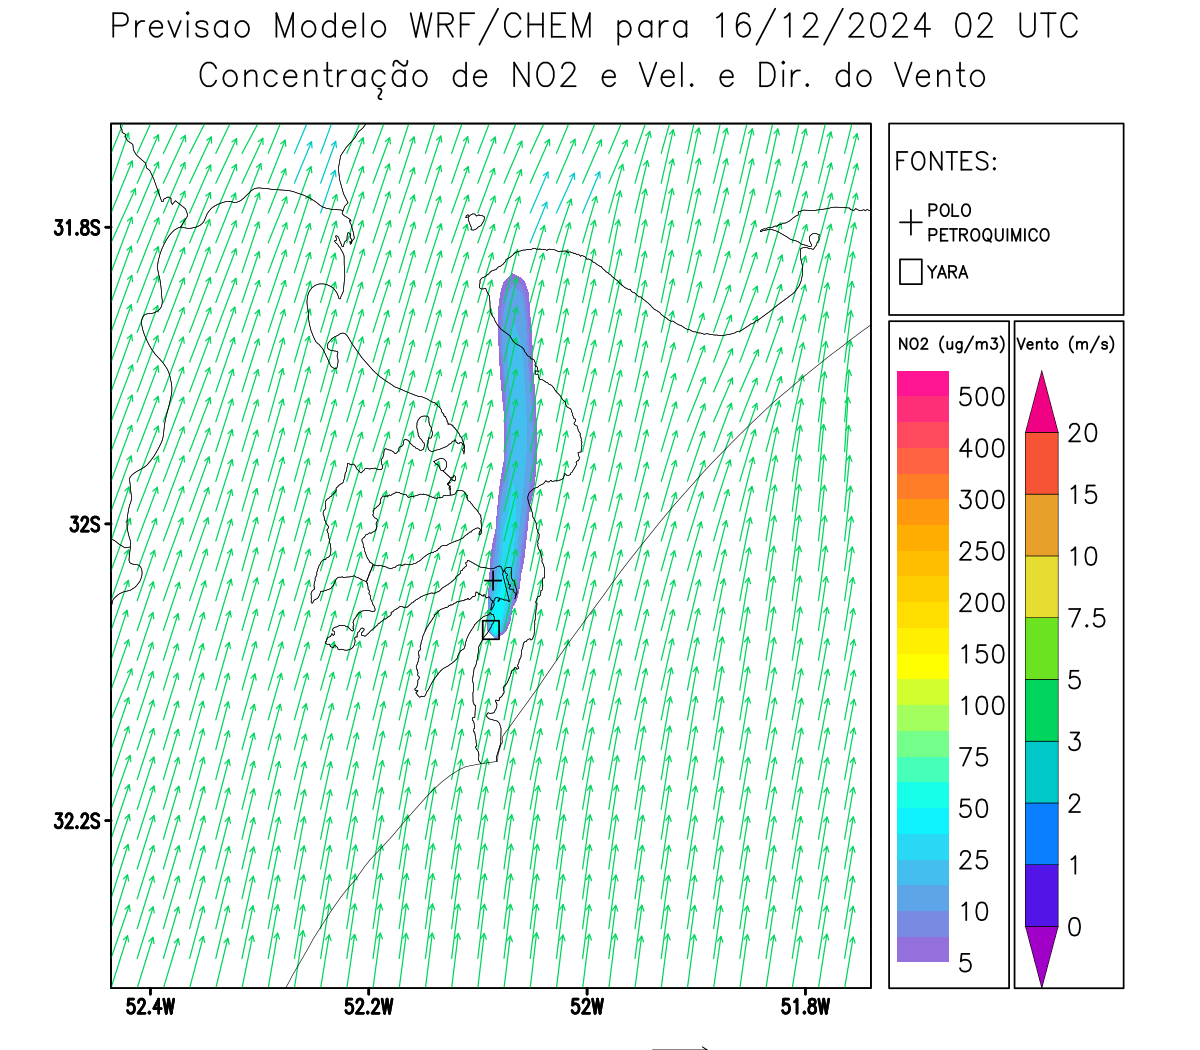 Previsao Modelo WRF/CHEM para 16/12/2024 02 UTC
Concentração de NO2 e Vel. e Dir. do Vento
FONTES:
POLO
PETROQUIMICO
YARA
31.8S
32S
32.2S
52.4W
52.2W
52W
51.8W
NO2 (ug/m3)
500
400
300
250
200
150
100
75
50
25
10
5
Vento (m/s)
20
15
10
7.5
5
3
2
1
0